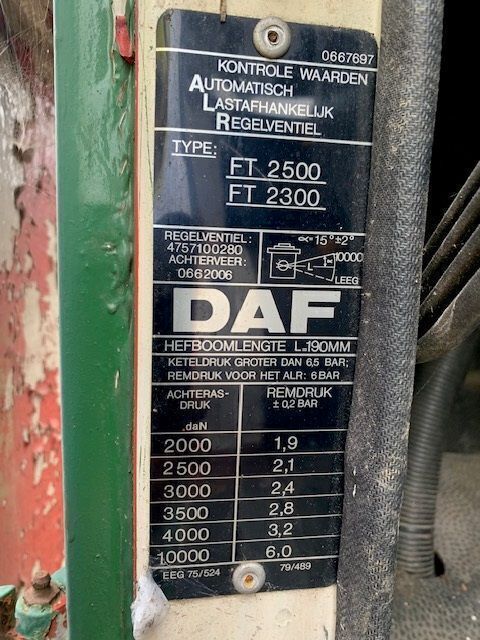 0667697
KONTROLE WAARDEN
AUTOMATISCH
LASTAFHANKELIJK
REGELVENTIEL
TYPE: FT 2500
FT 2300
REGELVENTIEL:
4757100280
ACHTERVEER:
0662006
∝=15°±2°
10000
L
1∝
LEEG
DAF
HEFBOOMLENGTE L=190MM
KETELDRUK GROTER DAN 6,5 BAR;
REMDRUK VOOR HET ALR: 6 BAR
ACHTERAS- REMDRUK
DRUK ± 0,2 BAR
.daN
2000 1,9
2500 2,1
3000 2,4
3500 2,8
4000 3,2
10000 6.0
EEG 75/524 79/489